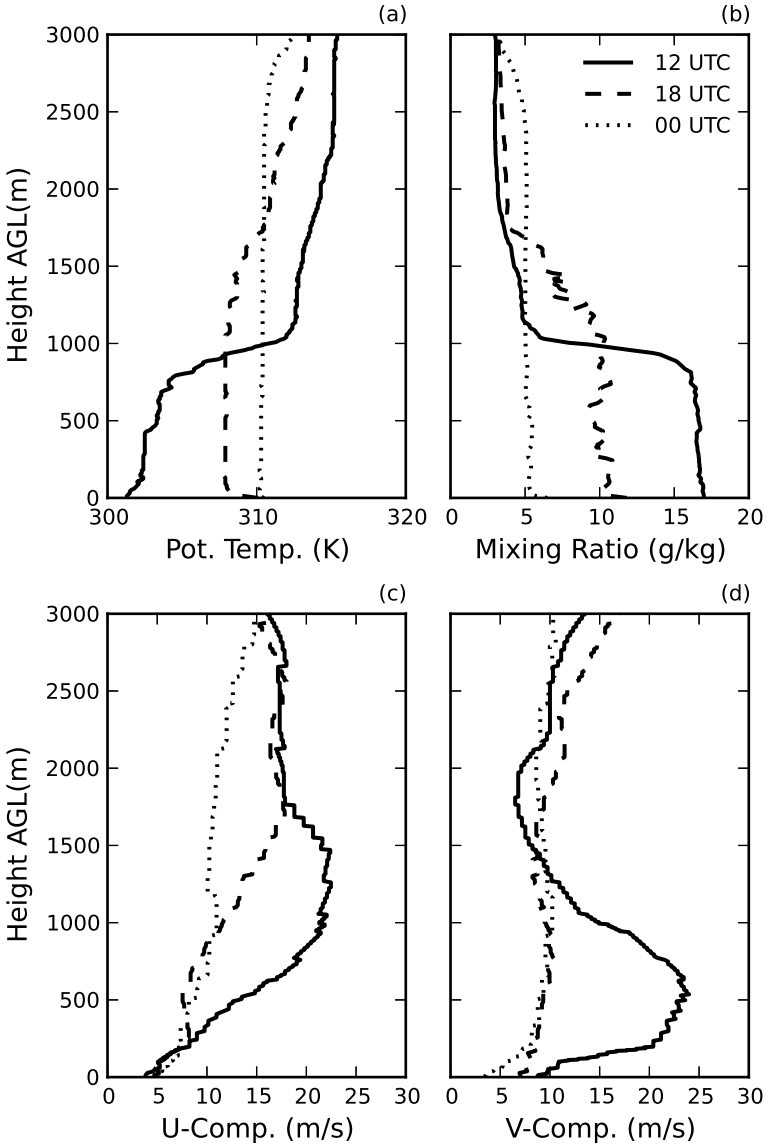 (a)
(b)
3000
2500
2000
1500
1000
500
0
Height AGL(m)
300
310
320
Pot. Temp. (K)
12 UTC
18 UTC
00 UTC
0
5
10
15
20
Mixing Ratio (g/kg)
(c)
(d)
3000
2500
2000
1500
1000
500
0
Height AGL(m)
0
5
10
15
20
25
30
U-Comp. (m/s)
0
5
10
15
20
25
30
V-Comp. (m/s)